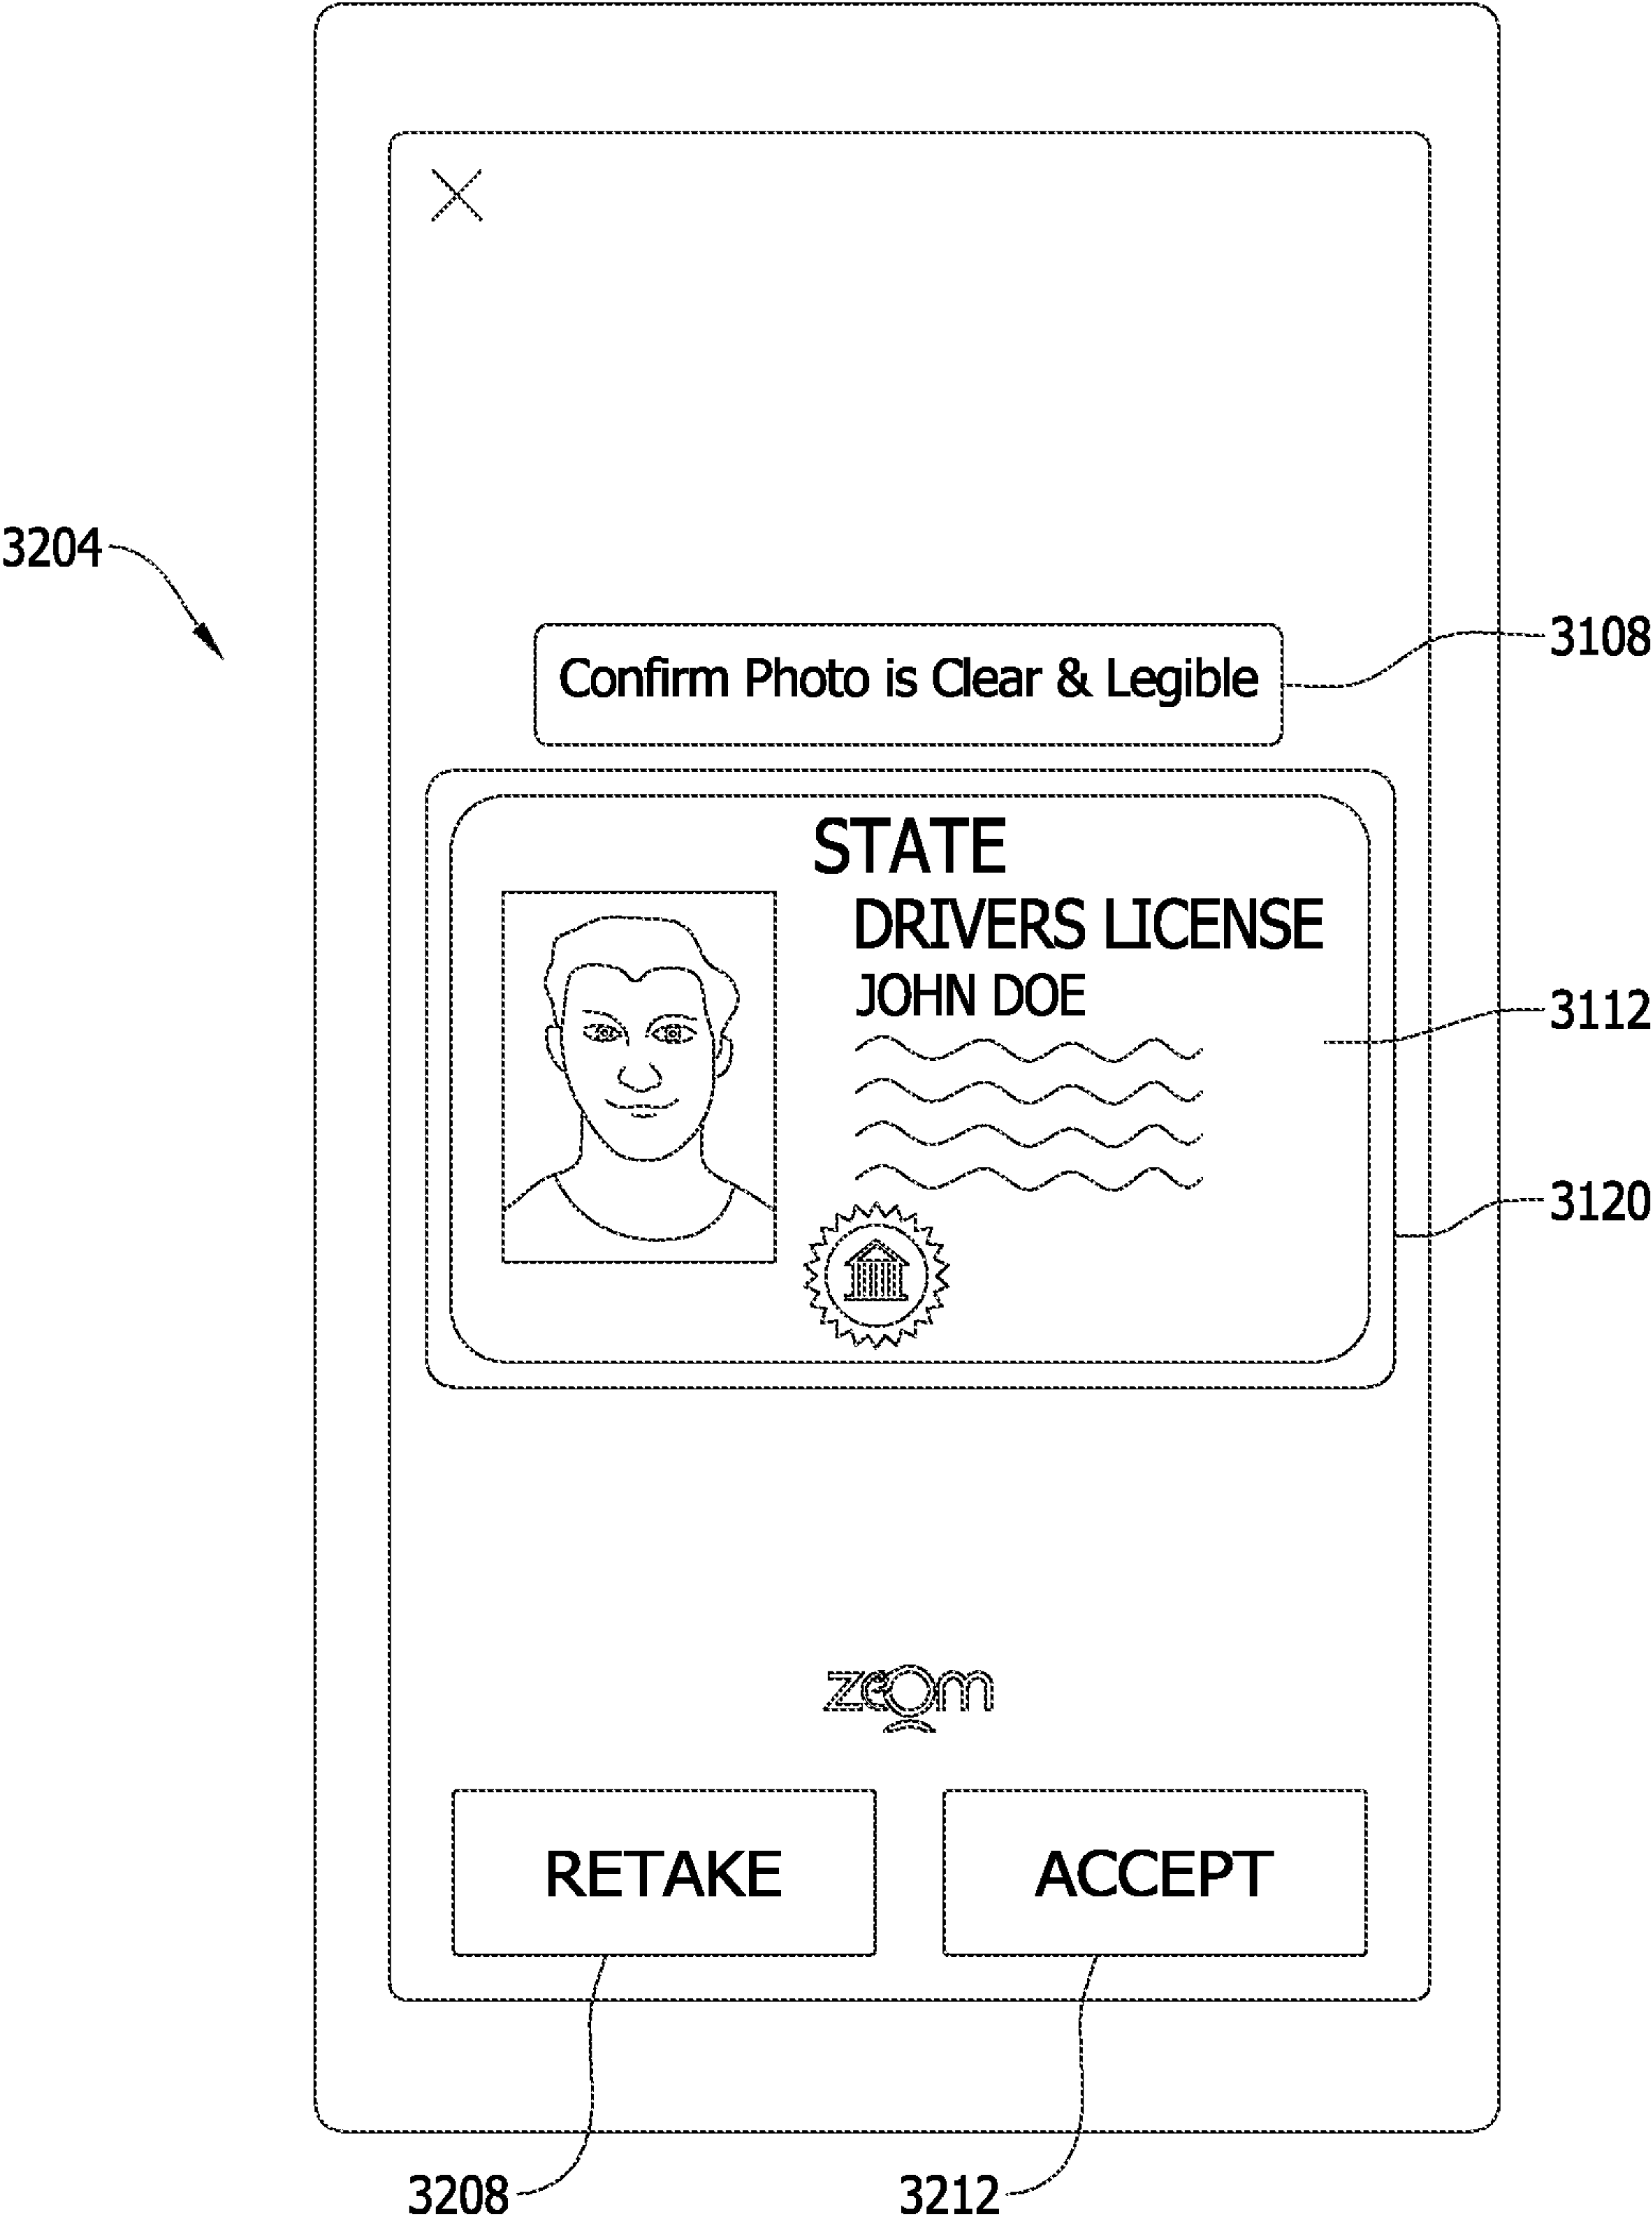 3204
Confirm Photo is Clear & Legible
3108
STATE
DRIVERS LICENSE
JOHN DOE
3112
3120
zoom
RETAKE
ACCEPT
3208
3212